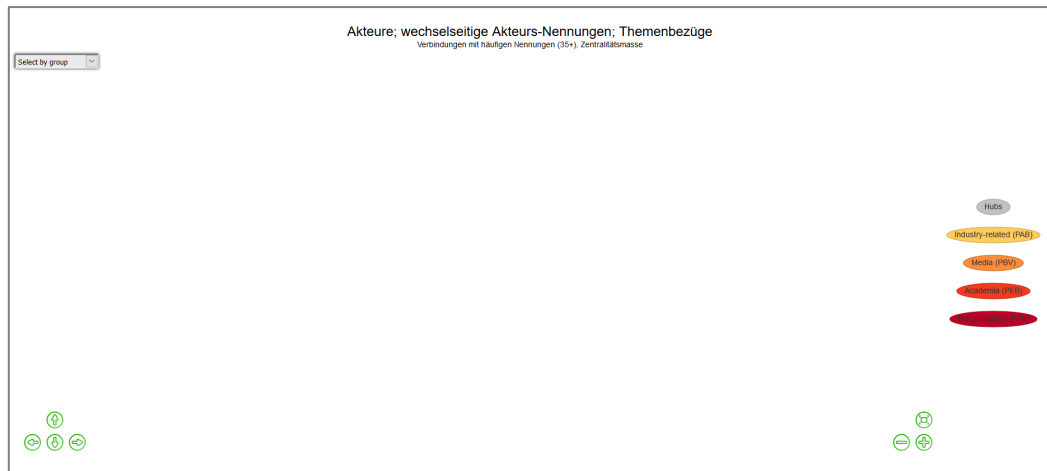 Akteure; wechselseitige Akteurs-Nennungen; Themenbezüge
Verbindungen mit häufigen Nennungen (35+), Zentralitätsmasse
Select by group
Hubs
Industry-related (PAB)
Media (PBV)
Academia (PEB)